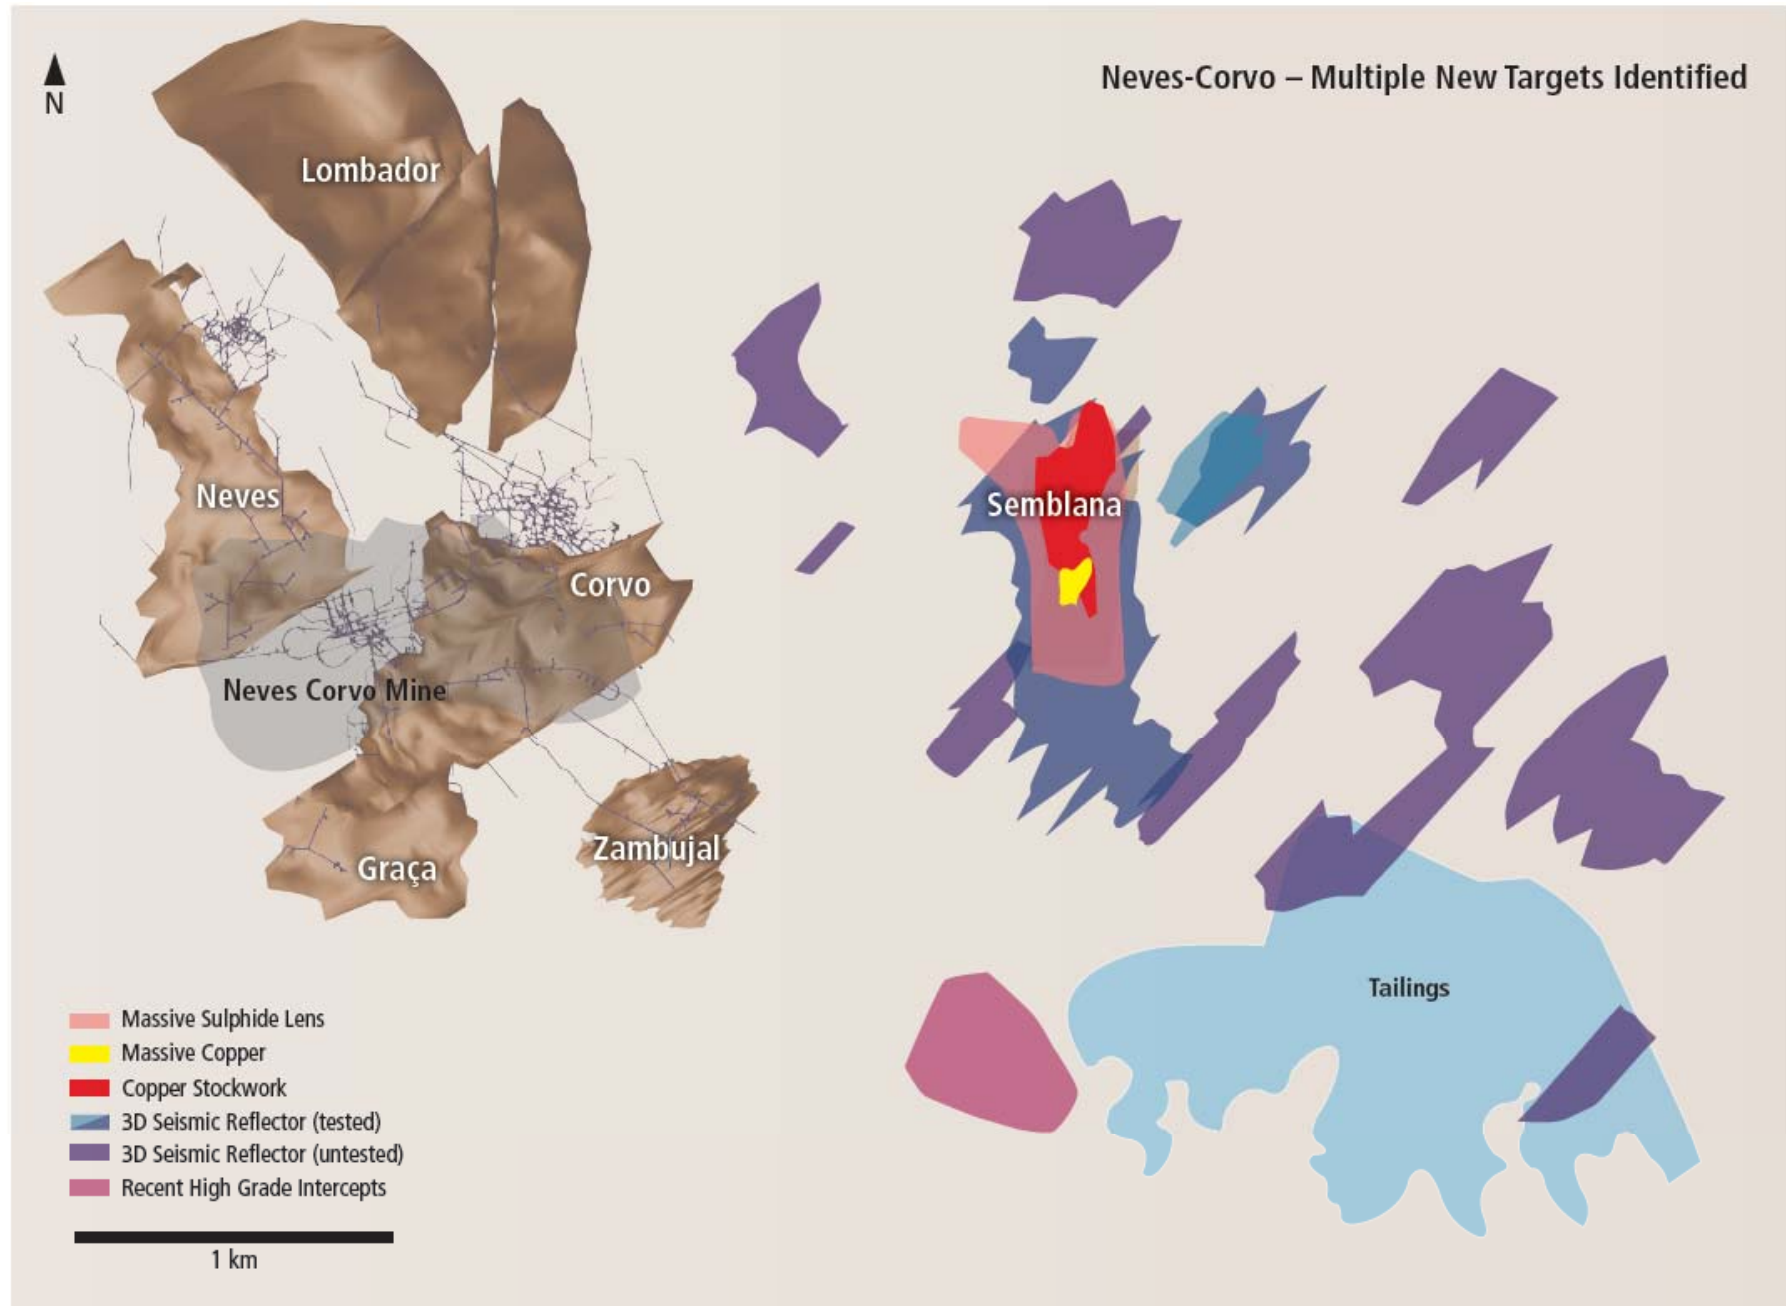 Neves-Corvo – Multiple New Targets Identified
N
Lombador
Neves
Semblana
Corvo
Neves Corvo Mine
Zambujal
Graça
Tailings
Massive Sulphide Lens
Massive Copper
Copper Stockwork
3D Seismic Reflector (tested)
3D Seismic Reflector (untested)
Recent High Grade Intercepts
1 km